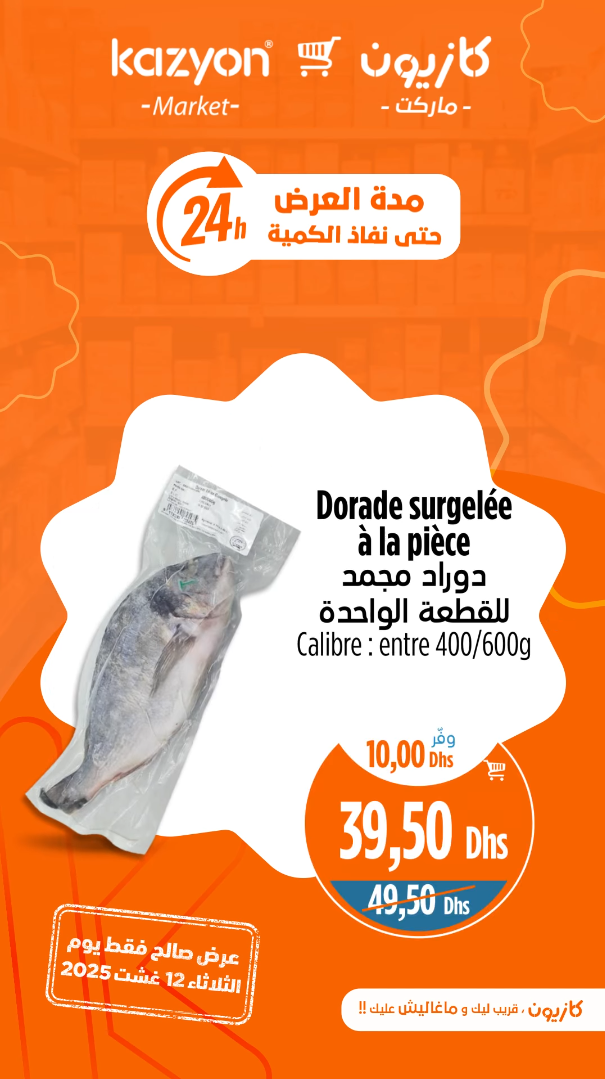 kazyon® كازيون
-Market- - ماركت -
24h
مدة العرض
حتى نفاذ الكمية
Dorade surgelée
à la pièce
دوراد مجمد
للقطعة الواحدة
Calibre : entre 400/600g
وفّر
10,00 Dhs
39,50 Dhs
49,50 Dhs
عرض صالح فقط يوم
الثلاثاء 12 غشت 2025
كازيون ، قريب ليك و ماغاليش عليك !!